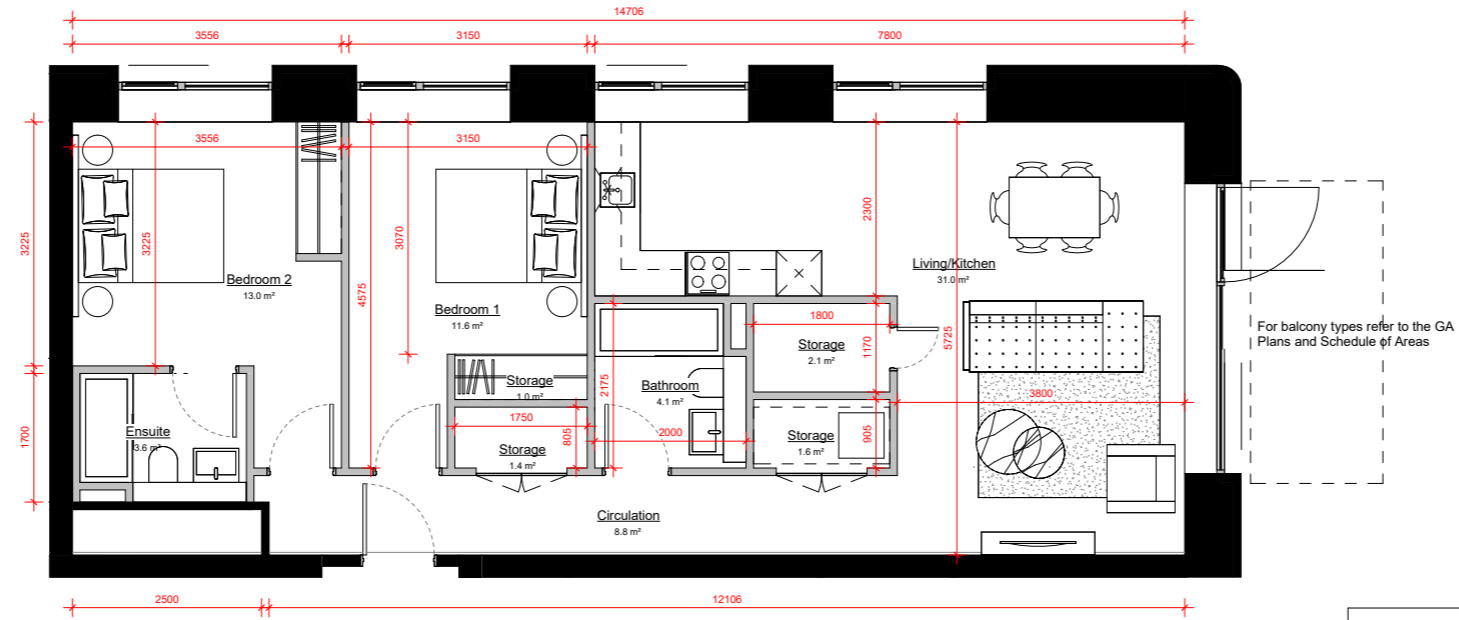 14706
3556
3150
7800
3556
3150
3225
3225
4575
3070
2300
5725
Bedroom 2
13.0 m²
Bedroom 1
11.6 m²
Living/Kitchen
31.0 m²
1800
Storage
2.1 m²
1170
For balcony types refer to the GA
Plans and Schedule of Areas
Storage
1.0 m²
2175
Bathroom
4.1 m²
3800
1700
Ensuite
3.6 m²
1750
Storage
1.4 m²
805
2000
Storage
1.6 m²
905
Circulation
8.8 m²
2500
12106